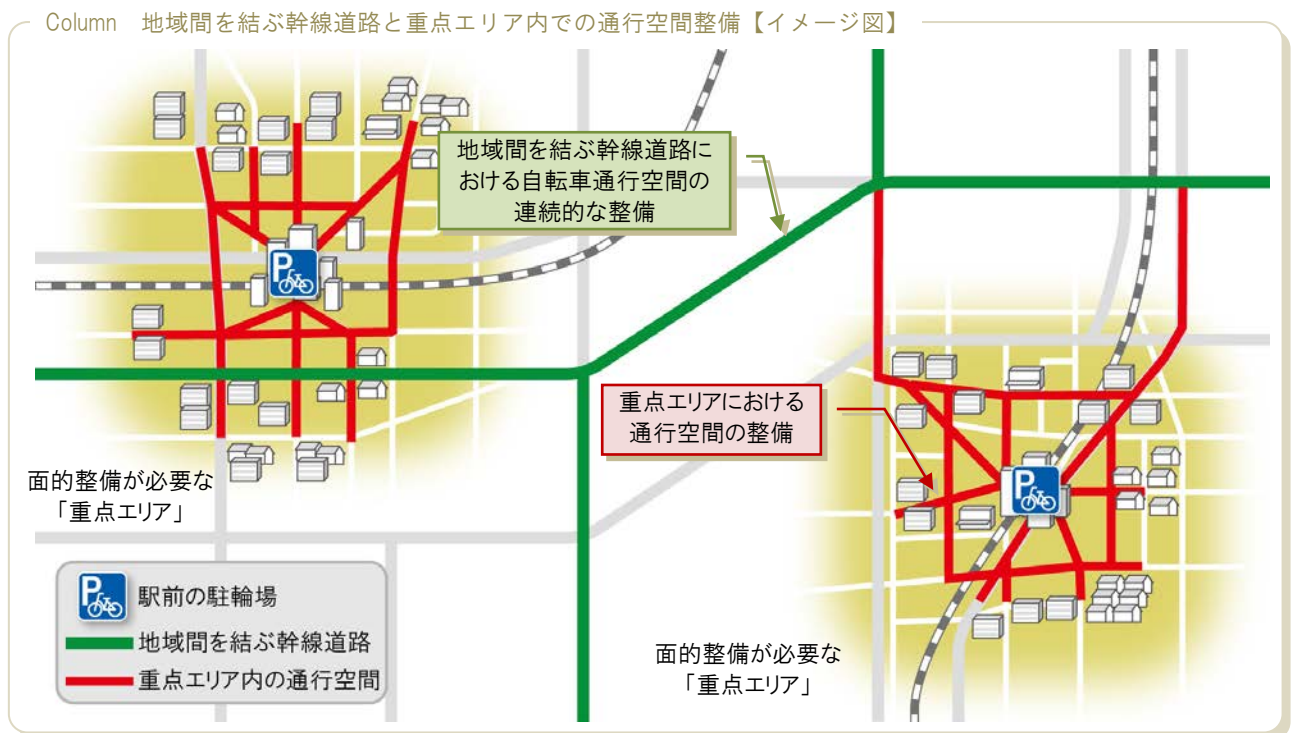 Column 地域間を結ぶ幹線道路と重点エリア内での通行空間整備【イメージ図】
地域間を結ぶ幹線道路に
おける自転車通行空間の
連続的な整備
P
重点エリアにおける
通行空間の整備
P
面的整備が必要な
「重点エリア」
P
駅前の駐輪場
地域間を結ぶ幹線道路
重点エリア内の通行空間
面的整備が必要な
「重点エリア」